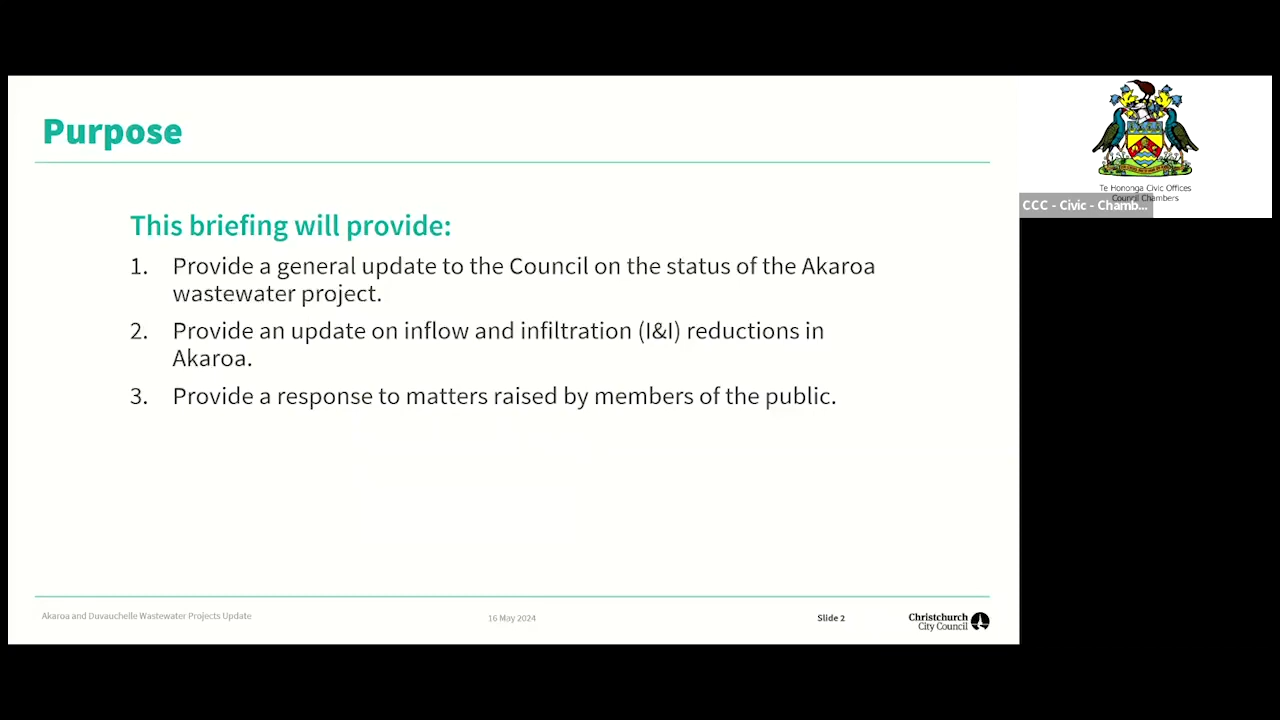 Purpose
This briefing will provide:
1. Provide a general update to the Council on the status of the Akaroa
wastewater project.
2. Provide an update on inflow and infiltration (I&I) reductions in
Akaroa.
3. Provide a response to matters raised by members of the public.
Akaroa and Duvauchelle Wastewater Projects Update
16 May 2024
Slide 2
Christchurch
City Council
Te Hononga Civic Offices
Council Chambers
CCC - Civic - Chamb...